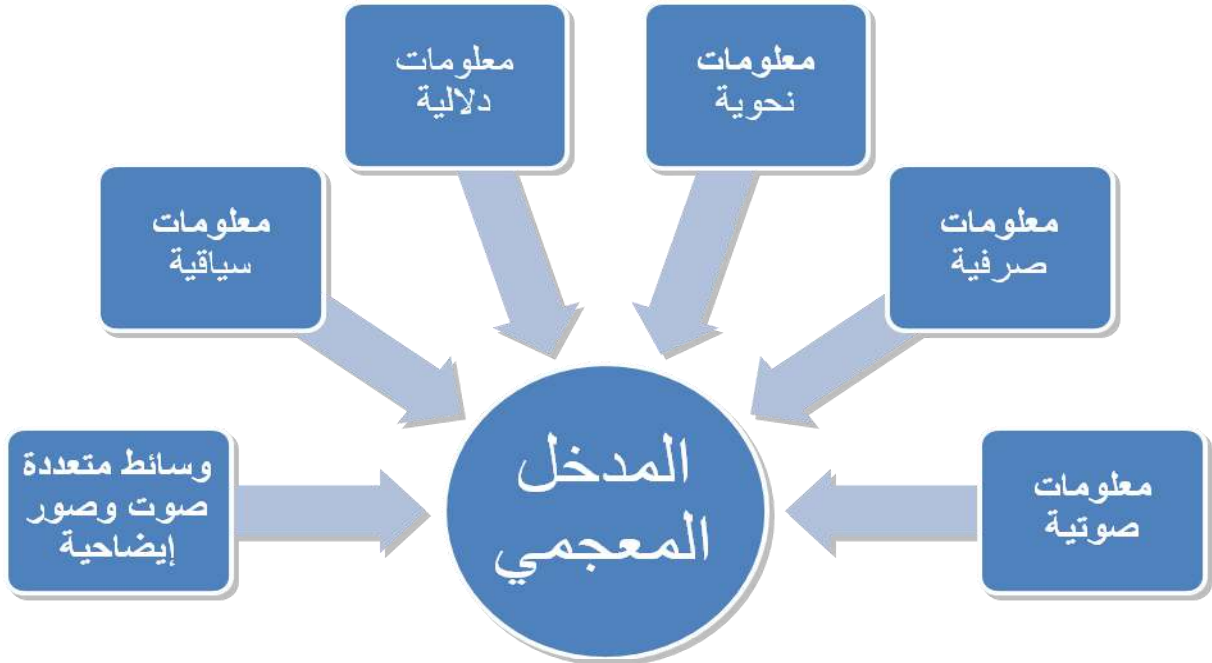 معلومات
نحوية
معلومات
دلالية
معلومات
صرفية
معلومات
سياقية
معلومات
صوتية
وسائط متعددة
صوت وصور
إيضاحية
المدخل
المعجمي